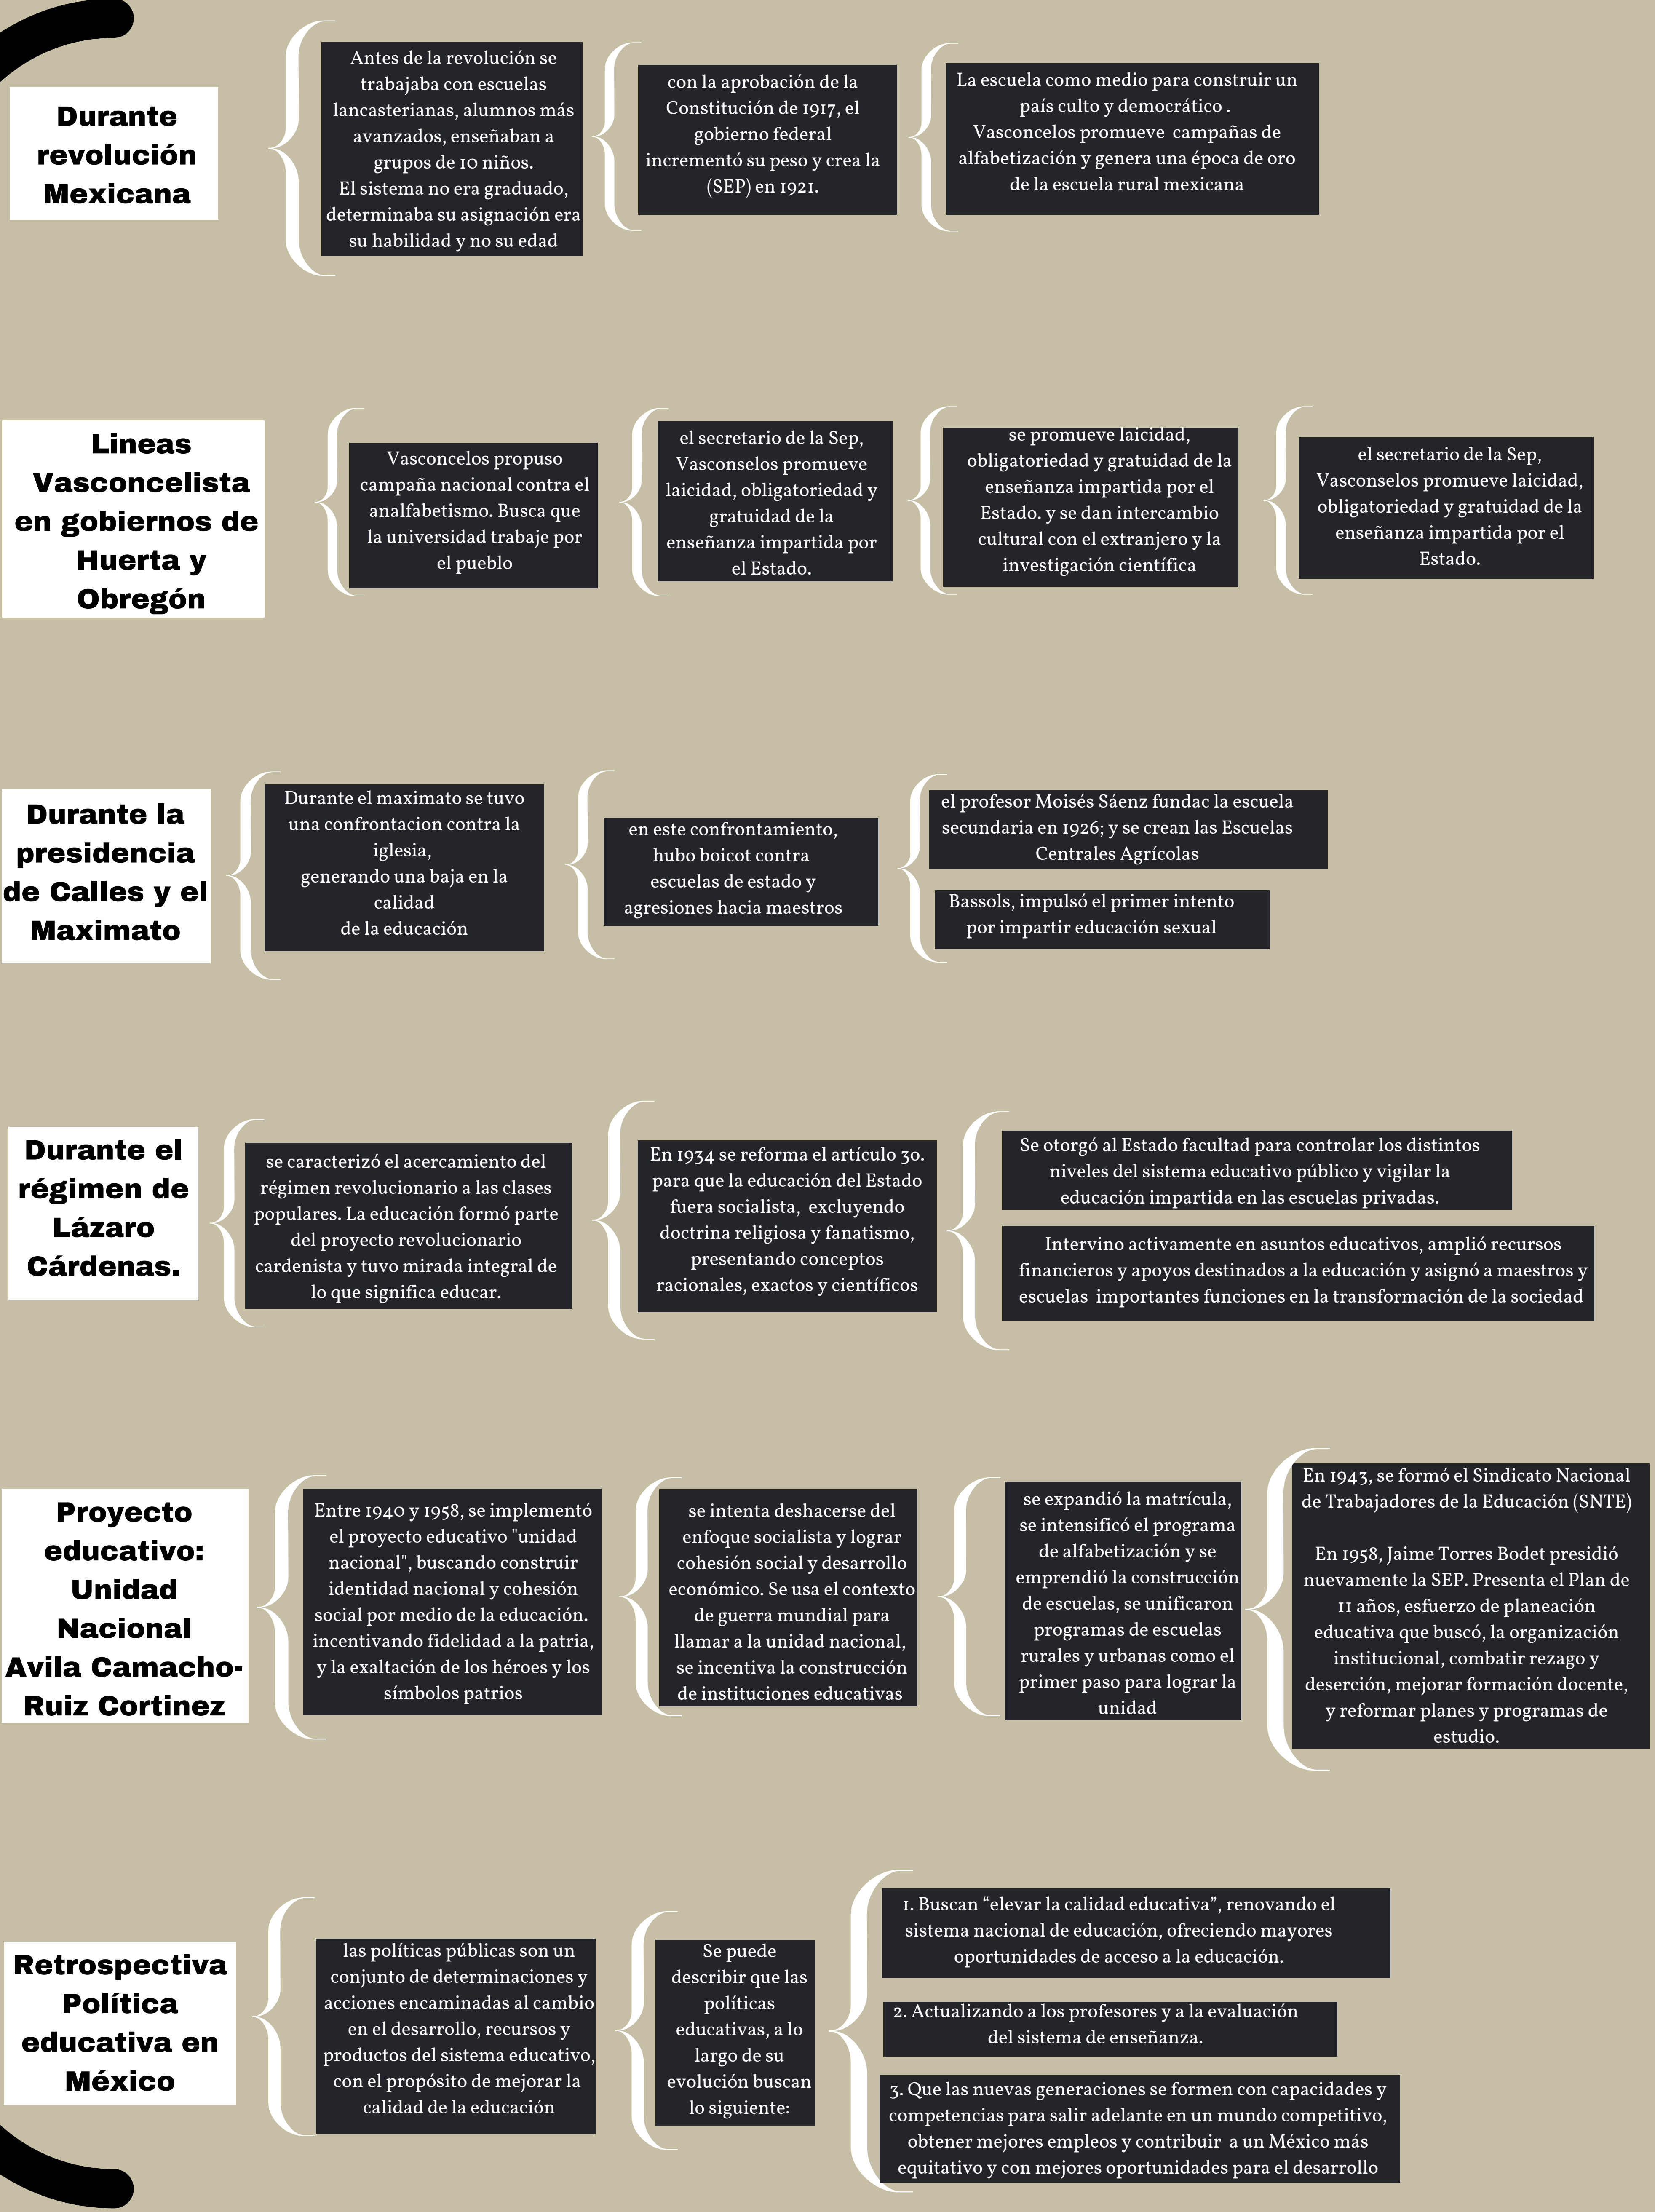 Durante
revolución
Mexicana
Antes de la revolución se
trabajaba con escuelas
lancasterianas, alumnos más
avanzados, enseñaban a
grupos de 10 niños.
El sistema no era graduado,
determinaba su asignación era
su habilidad y no su edad
con la aprobación de la
Constitución de 1917, el
gobierno federal
incrementó su peso y crea la
(SEP) en 1921.
La escuela como medio para construir un
país culto y democrático .
Vasconcelos promueve campañas de
alfabetización y genera una época de oro
de la escuela rural mexicana
Lineas
Vasconcelista
en gobiernos de
Huerta y
Obregón
Vasconcelos propuso
campaña nacional contra el
analfabetismo. Busca que
la universidad trabaje por
el pueblo
el secretario de la Sep,
Vasconselos promueve
laicidad, obligatoriedad y
gratuidad de la
enseñanza impartida por
el Estado.
se promueve laicidad,
obligatoriedad y gratuidad de la
enseñanza impartida por el
Estado. y se dan intercambio
cultural con el extranjero y la
investigación científica
el secretario de la Sep,
Vasconselos promueve laicidad,
obligatoriedad y gratuidad de la
enseñanza impartida por el
Estado.
Durante la
presidencia
de Calles y el
Maximato
Durante el maximato se tuvo
una confrontacion contra la
iglesia,
generando una baja en la
calidad
de la educación
en este confrontamiento,
hubo boicot contra
escuelas de estado y
agresiones hacia maestros
el profesor Moisés Sáenz fundac la escuela
secundaria en 1926; y se crean las Escuelas
Centrales Agrícolas
Bassols, impulsó el primer intento
por impartir educación sexual
Durante el
régimen de
Lázaro
Cárdenas.
se caracterizó el acercamiento del
régimen revolucionario a las clases
populares. La educación formó parte
del proyecto revolucionario
cardenista y tuvo mirada integral de
lo que significa educar.
En 1934 se reforma el artículo 3o.
para que la educación del Estado
fuera socialista, excluyendo
doctrina religiosa y fanatismo,
presentando conceptos
racionales, exactos y científicos
Se otorgó al Estado facultad para controlar los distintos
niveles del sistema educativo público y vigilar la
educación impartida en las escuelas privadas.
Intervino activamente en asuntos educativos, amplió recursos
financieros y apoyos destinados a la educación y asignó a maestros y
escuelas importantes funciones en la transformación de la sociedad
Proyecto
educativo:
Unidad
Nacional
Avila Camacho-
Ruiz Cortinez
Entre 1940 y 1958, se implementó
el proyecto educativo "unidad
nacional", buscando construir
identidad nacional y cohesión
social por medio de la educación.
incentivando fidelidad a la patria,
y la exaltación de los héroes y los
símbolos patrios
se intenta deshacerse del
enfoque socialista y lograr
cohesión social y desarrollo
económico. Se usa el contexto
de guerra mundial para
llamar a la unidad nacional,
se incentiva la construcción
de instituciones educativas
se expandió la matrícula,
se intensificó el programa
de alfabetización y se
emprendió la construcción
de escuelas, se unificaron
programas de escuelas
rurales y urbanas como el
primer paso para lograr la
unidad
En 1943, se formó el Sindicato Nacional
de Trabajadores de la Educación (SNTE)
En 1958, Jaime Torres Bodet presidió
nuevamente la SEP. Presenta el Plan de
11 años, esfuerzo de planeación
educativa que buscó, la organización
institucional, combatir rezago y
deserción, mejorar formación docente,
y reformar planes y programas de
estudio.
Retrospectiva
Política
educativa en
México
las políticas públicas son un
conjunto de determinaciones y
acciones encaminadas al cambio
en el desarrollo, recursos y
productos del sistema educativo,
con el propósito de mejorar la
calidad de la educación
Se puede
describir que las
políticas
educativas, a lo
largo de su
evolución buscan
lo siguiente:
1. Buscan “elevar la calidad educativa”, renovando el
sistema nacional de educación, ofreciendo mayores
oportunidades de acceso a la educación.
2. Actualizando a los profesores y a la evaluación
del sistema de enseñanza.
3. Que las nuevas generaciones se formen con capacidades y
competencias para salir adelante en un mundo competitivo,
obtener mejores empleos y contribuir a un México más
equitativo y con mejores oportunidades para el desarrollo